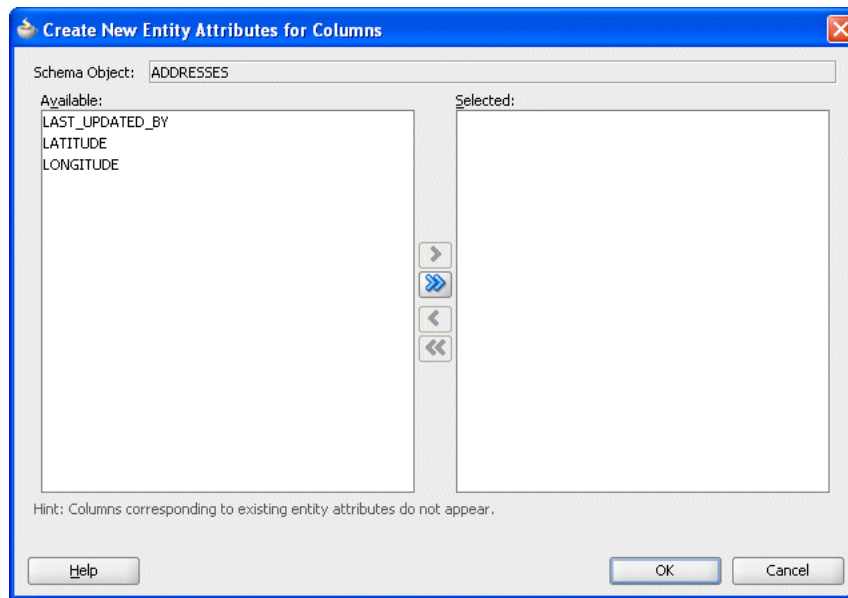 Create New Entity Attributes for Columns
Schema Object: ADDRESSES
Available:
LAST_UPDATED_BY
LATITUDE
LONGITUDE
Selected:
Hint: Columns corresponding to existing entity attributes do not appear.
Help
OK
Cancel